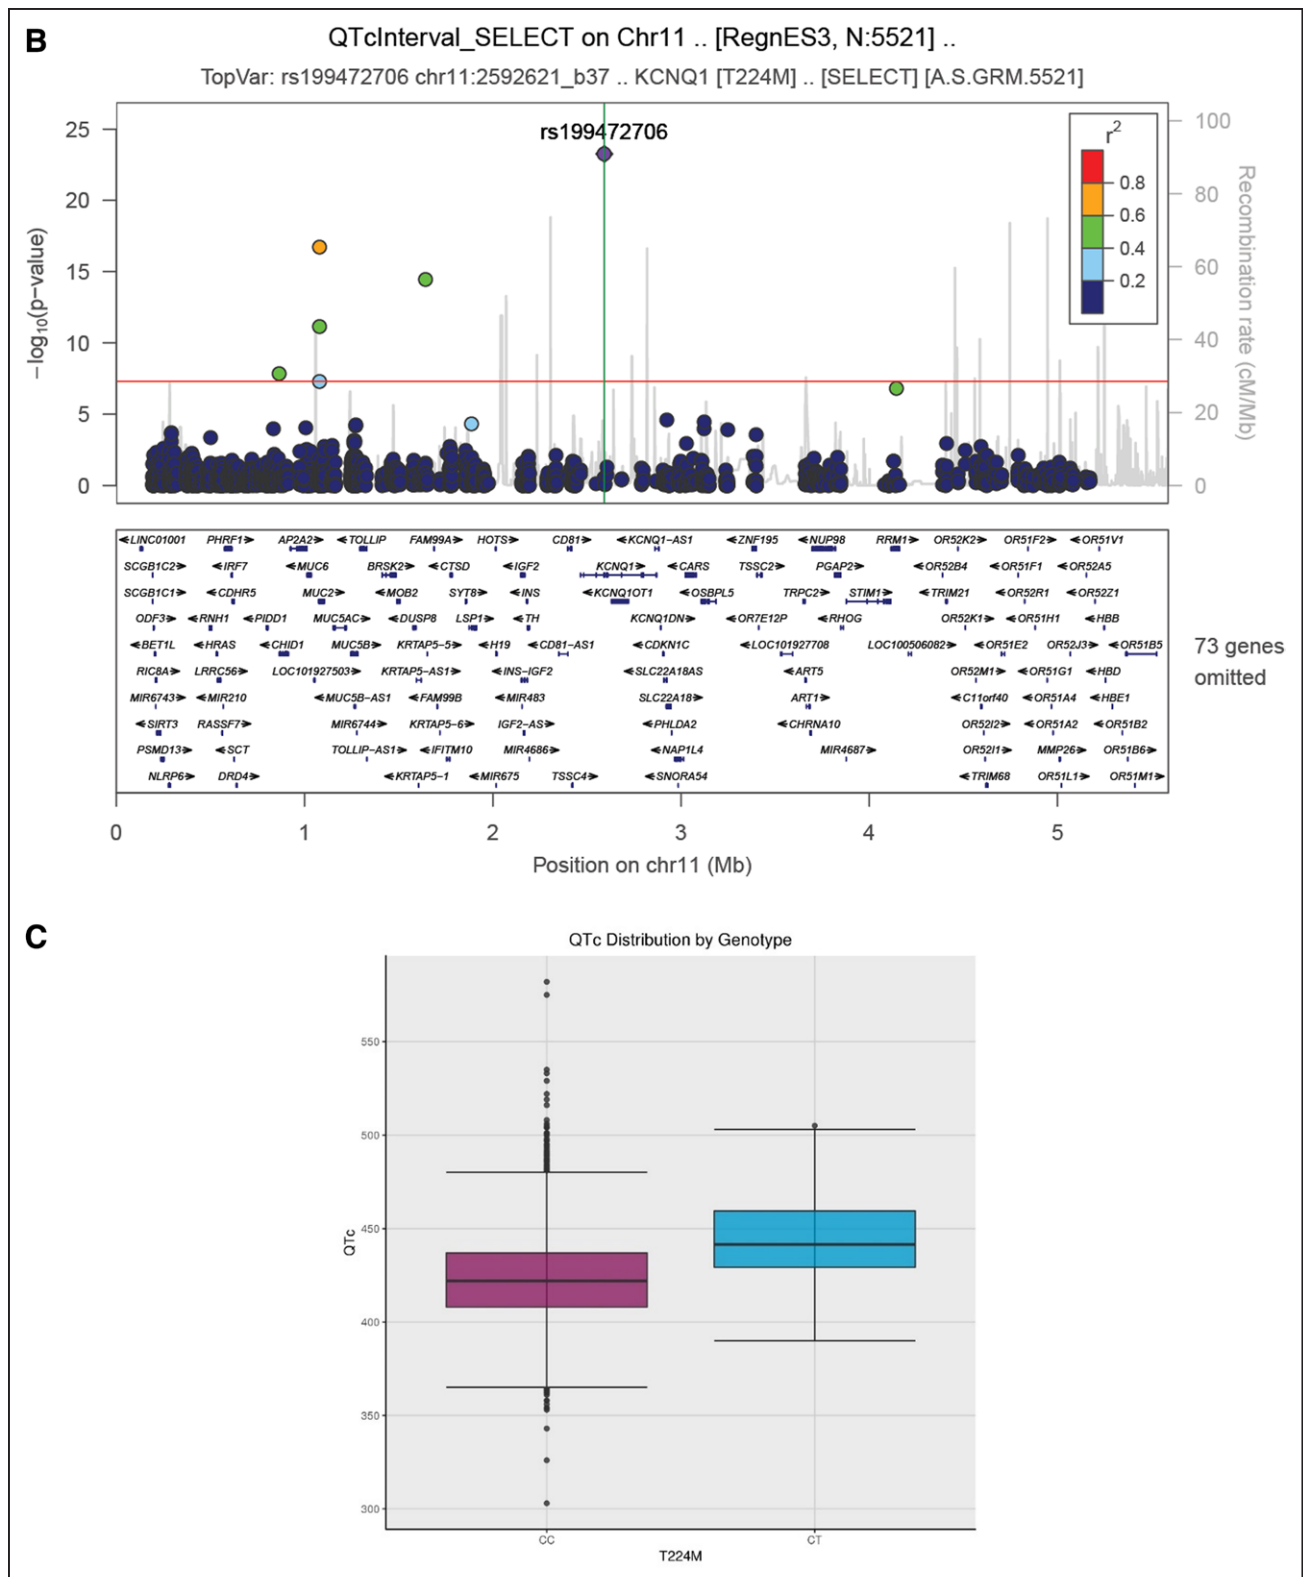 B
QTcInterval_SELECT on Chr11 .. [RegnES3, N:5521] ..
TopVar: rs199472706 chr11:2592621_b37 .. KCNQ1 [T224M] .. [SELECT] [A.S.GRM.5521]
rs199472706
r2
0.8
0.6
0.4
0.2
25
20
15
10
5
0
−log10(p−value)
100
80
60
40
20
0
Recombination rate (cM/Mb)
LINC01001 PHRF1 AP2A2 TOLLIP FAM99A HOTS CD81 KCNQ1−AS1 ZNF195 NUP98 RRM1 OR52K2 OR51F2 OR51V1
SCGB1C2 IRF7 MUC6 BRSK2 CTSD IGF2 KCNQ1 CARS TSSC2 PGAP2 OR52B4 OR51F1 OR52A5
SCGB1C1 CDHR5 MUC2 MOB2 SYT8 INS KCNQ1OT1 OSBPL5 TRPC2 STIM1 TRIM21 OR52R1 OR52Z1
ODF3 RNH1 PIDD1 MUC5AC DUSP8 LSP1 TH KCNQ1DN OR7E12P RHOG OR52K1 OR51H1 HBB
BET1L HRAS CHID1 MUC5B KRTAP5−5 H19 CD81−AS1 CDKN1C LOC101927708 LOC100506082 OR51E2 OR52J3 OR51B5
RIC8A LRRC56 LOC101927503 KRTAP5−AS1 INS−IGF2 SLC22A18AS ART5 OR52M1 OR51G1 HBD
MIR6743 MIR210 MUC5B−AS1 FAM99B MIR483 SLC22A18 ART1 C11orf40 OR51A4 HBE1
SIRT3 RASSF7 MIR6744 KRTAP5−6 IGF2−AS PHLDA2 CHRNA10 OR52I2 OR51A2 OR51B2
PSMD13 SCT TOLLIP−AS1 IFITM10 MIR4686 NAP1L4 MIR4687 OR52I1 MMP26 OR51B6
NLRP6 DRD4 KRTAP5−1 MIR675 TSSC4 SNORA54 TRIM68 OR51L1 OR51M1
73 genes
omitted
0 1 2 3 4 5
Position on chr11 (Mb)
C
QTc Distribution by Genotype
550
500
450
400
350
300
QTc
CC CT
T224M